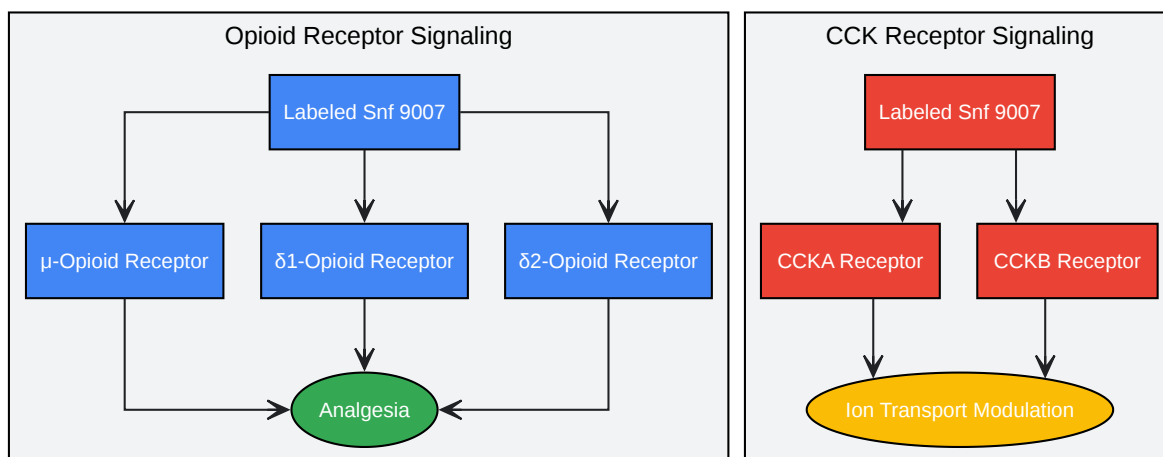 Opioid Receptor Signaling
Labeled Snf 9007
μ-Opioid Receptor
δ1-Opioid Receptor
δ2-Opioid Receptor
Analgesia
CCK Receptor Signaling
Labeled Snf 9007
CCKA Receptor
CCKB Receptor
Ion Transport Modulation